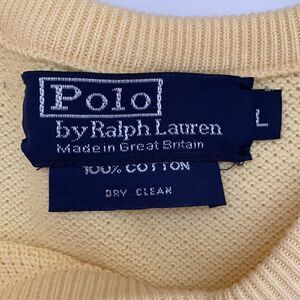 Polo
by Ralph Lauren
Made in Great Britain
L
100% COTTON
DRY CLEAN